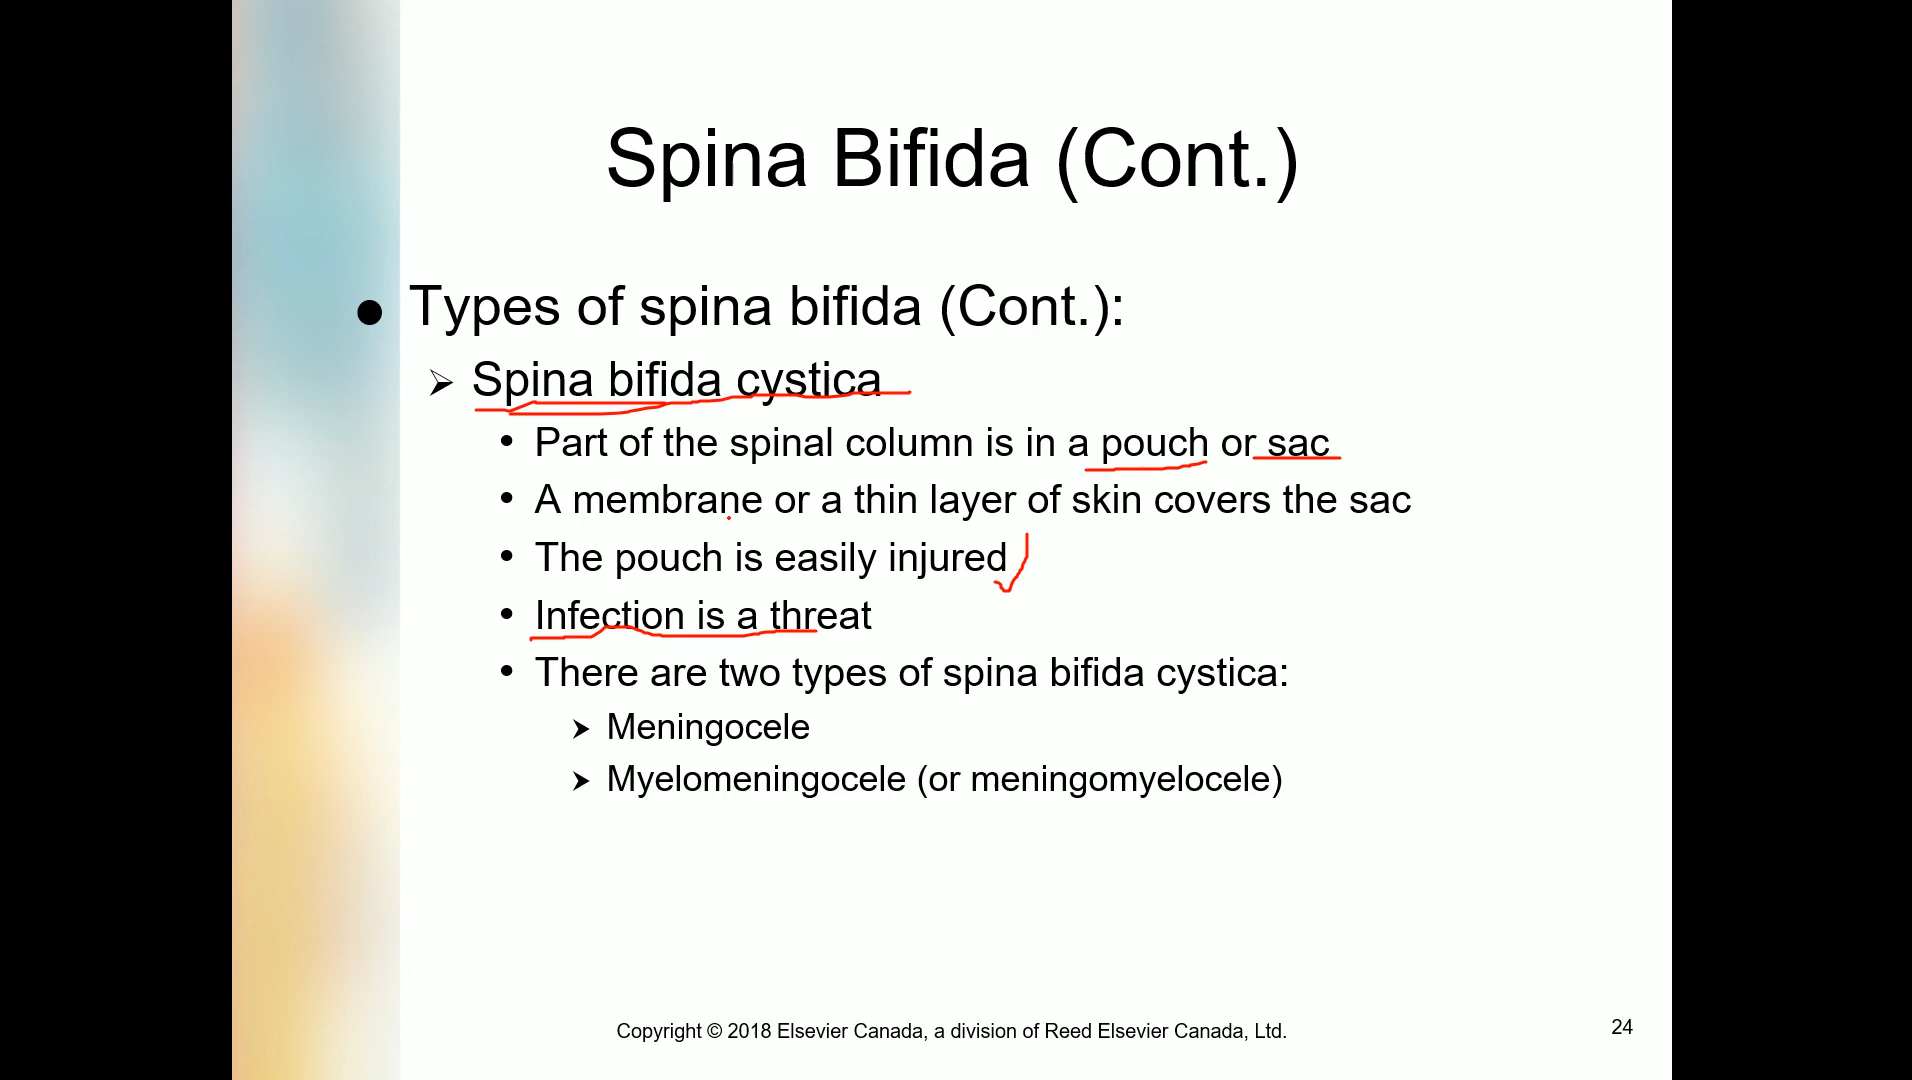 Spina Bifida (Cont.)
● Types of spina bifida (Cont.):
➢ Spina bifida cystica
• Part of the spinal column is in a pouch or sac
• A membrane or a thin layer of skin covers the sac
• The pouch is easily injured
• Infection is a threat
• There are two types of spina bifida cystica:
➤ Meningocele
➤ Myelomeningocele (or meningomyelocele)
Copyright © 2018 Elsevier Canada, a division of Reed Elsevier Canada, Ltd.
24